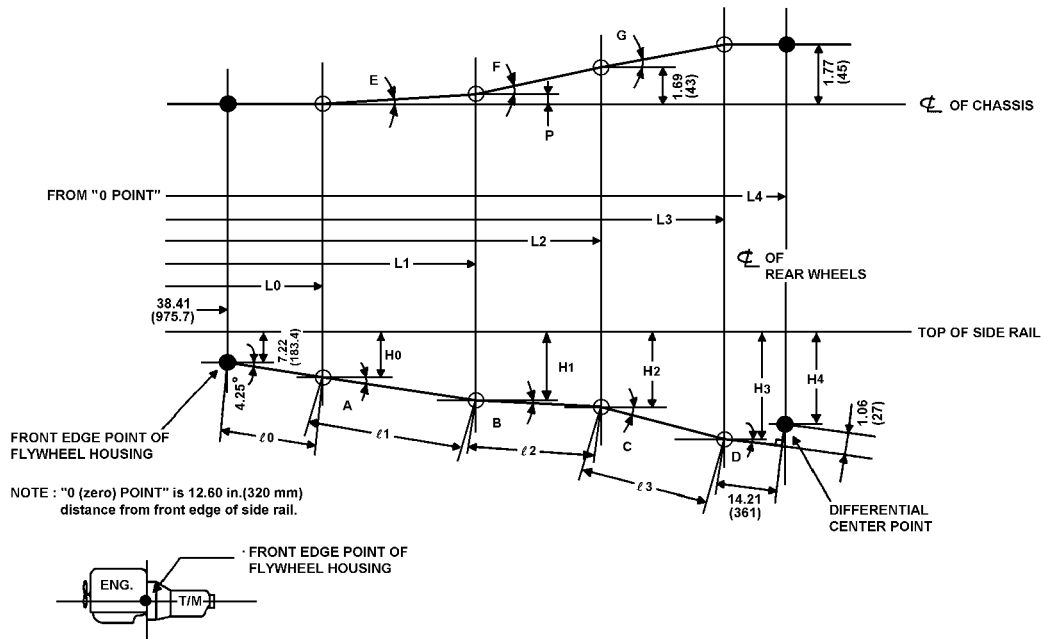 G
F
E
P
1.69
(43)
1.77
(45)
℄ OF CHASSIS
FROM "0 POINT"
L4
L3
L2
L1
L0
℄ OF
REAR WHEELS
38.41
(975.7)
TOP OF SIDE RAIL
7.22
(183.4)
H0
H1
H2
H3
H4
4.25°
A
B
C
D
1.06
(27)
ℓ0
ℓ1
ℓ2
ℓ3
14.21
(361)
FRONT EDGE POINT OF
FLYWHEEL HOUSING
DIFFERENTIAL
CENTER POINT
NOTE : "0 (zero) POINT" is 12.60 in.(320 mm)
distance from front edge of side rail.
· FRONT EDGE POINT OF
FLYWHEEL HOUSING
ENG.
T/M